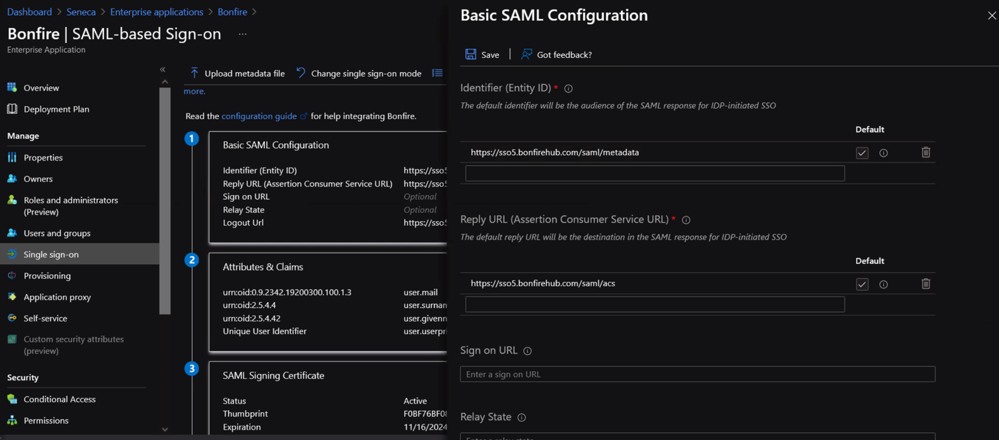 Dashboard > Seneca > Enterprise applications > Bonfire >
Bonfire | SAML-based Sign-on ...
Enterprise Application
«
Overview
Deployment Plan
Manage
Properties
Owners
Roles and administrators
(Preview)
Users and groups
Single sign-on
Provisioning
Application proxy
Self-service
Custom security attributes
(preview)
Security
Conditional Access
Permissions
Upload metadata file
Change single sign-on mode
more.
Read the configuration guide for help integrating Bonfire.
1
Basic SAML Configuration
Identifier (Entity ID) https://sso5
Reply URL (Assertion Consumer Service URL) https://sso5
Sign on URL Optional
Relay State Optional
Logout Url https://sso5
2
Attributes & Claims
urn:oid:0.9.2342.19200300.100.1.3 user.mail
urn:oid:2.5.4.4 user.surnam
urn:oid:2.5.4.42 user.givenn
Unique User Identifier user.userpri
3
SAML Signing Certificate
Status Active
Thumbprint F0BF76BF08
Expiration 11/16/2024
Basic SAML Configuration
Save | Got feedback?
Identifier (Entity ID) *
The default identifier will be the audience of the SAML response for IDP-initiated SSO
Default
https://sso5.bonfirehub.com/saml/metadata
Reply URL (Assertion Consumer Service URL) *
The default reply URL will be the destination in the SAML response for IDP-initiated SSO
Default
https://sso5.bonfirehub.com/saml/acs
Sign on URL
Enter a sign on URL
Relay State
Enter a relay state